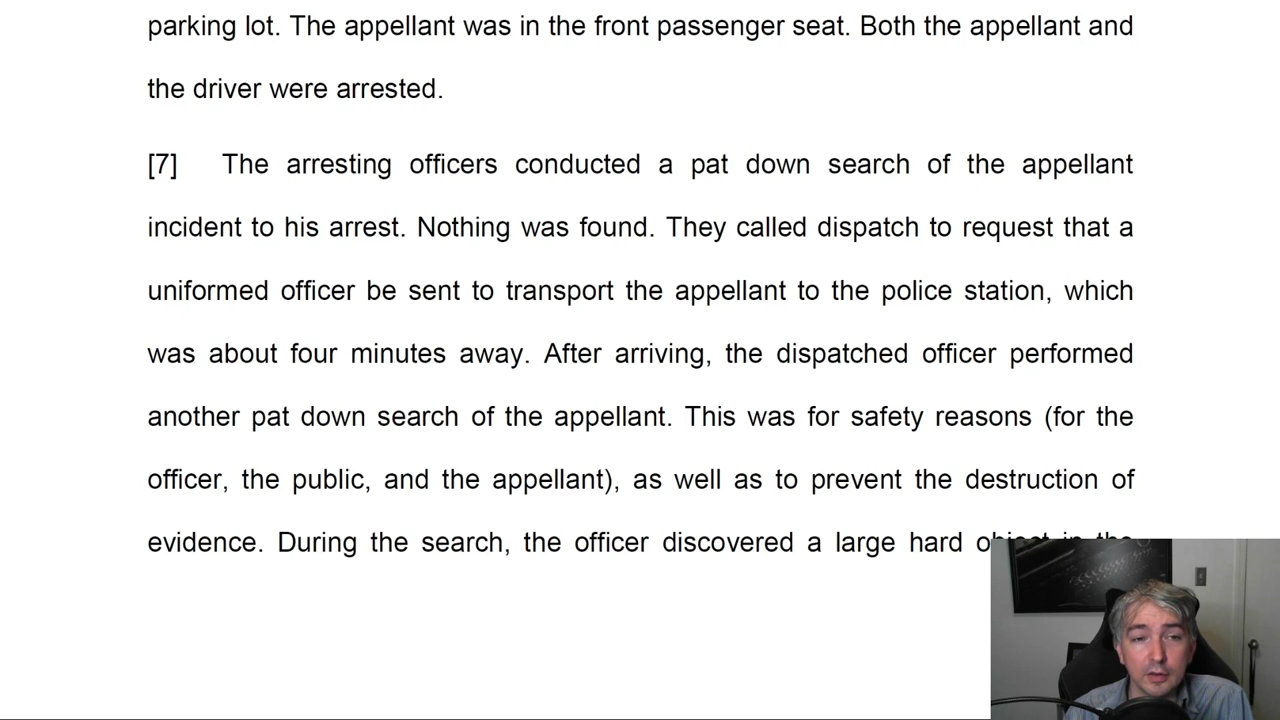 parking lot. The appellant was in the front passenger seat. Both the appellant and
the driver were arrested.
[7] The arresting officers conducted a pat down search of the appellant
incident to his arrest. Nothing was found. They called dispatch to request that a
uniformed officer be sent to transport the appellant to the police station, which
was about four minutes away. After arriving, the dispatched officer performed
another pat down search of the appellant. This was for safety reasons (for the
officer, the public, and the appellant), as well as to prevent the destruction of
evidence. During the search, the officer discovered a large hard object in the